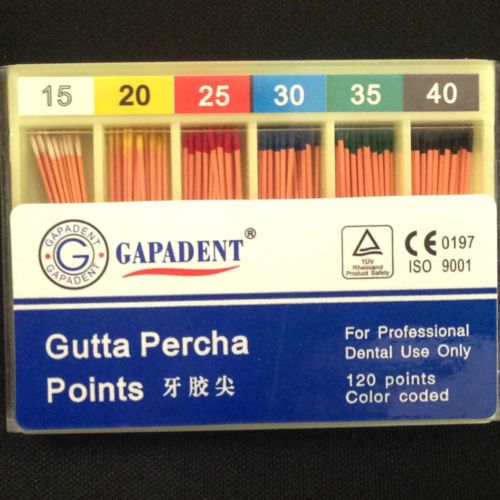 15 20 25 30 35 40
GAPADENT
G
GAPADENT
GAPADENT®
TÜV
Rheinland
Product Safety
CE 0197
ISO 9001
Gutta Percha
Points 牙胶尖
For Professional
Dental Use Only
120 points
Color coded